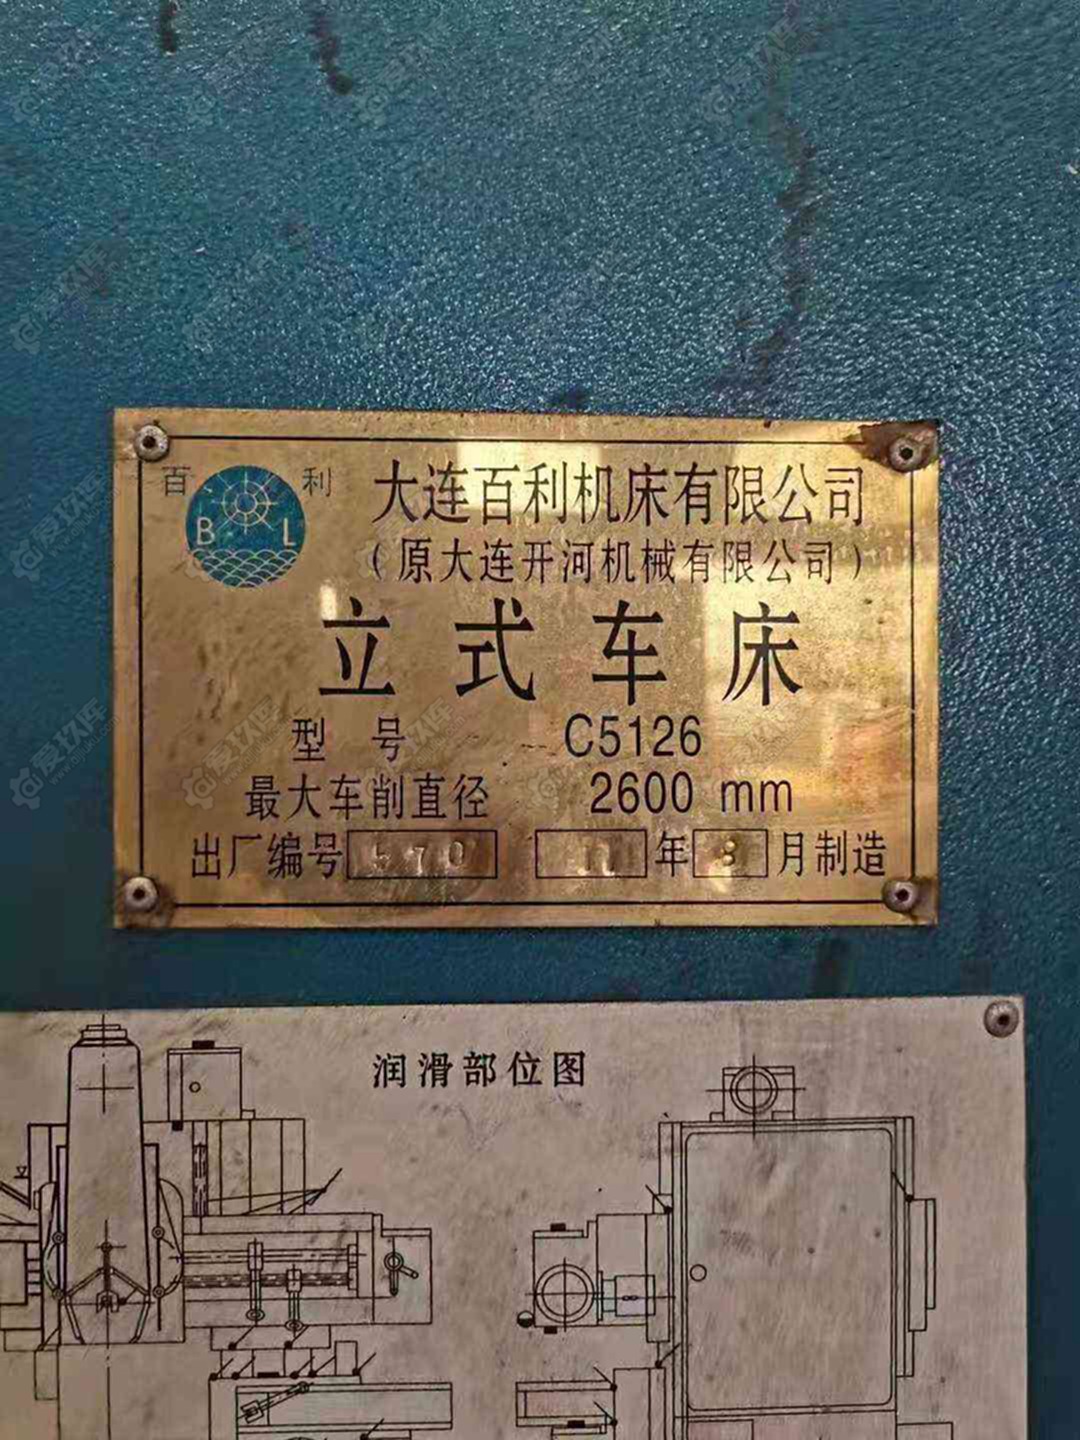 百 利
B L
大连百利机床有限公司
（原大连开河机械有限公司）
立式车床
型 号 C5126
最大车削直径 2600 mm
出厂编号 年 8 月制造
润滑部位图